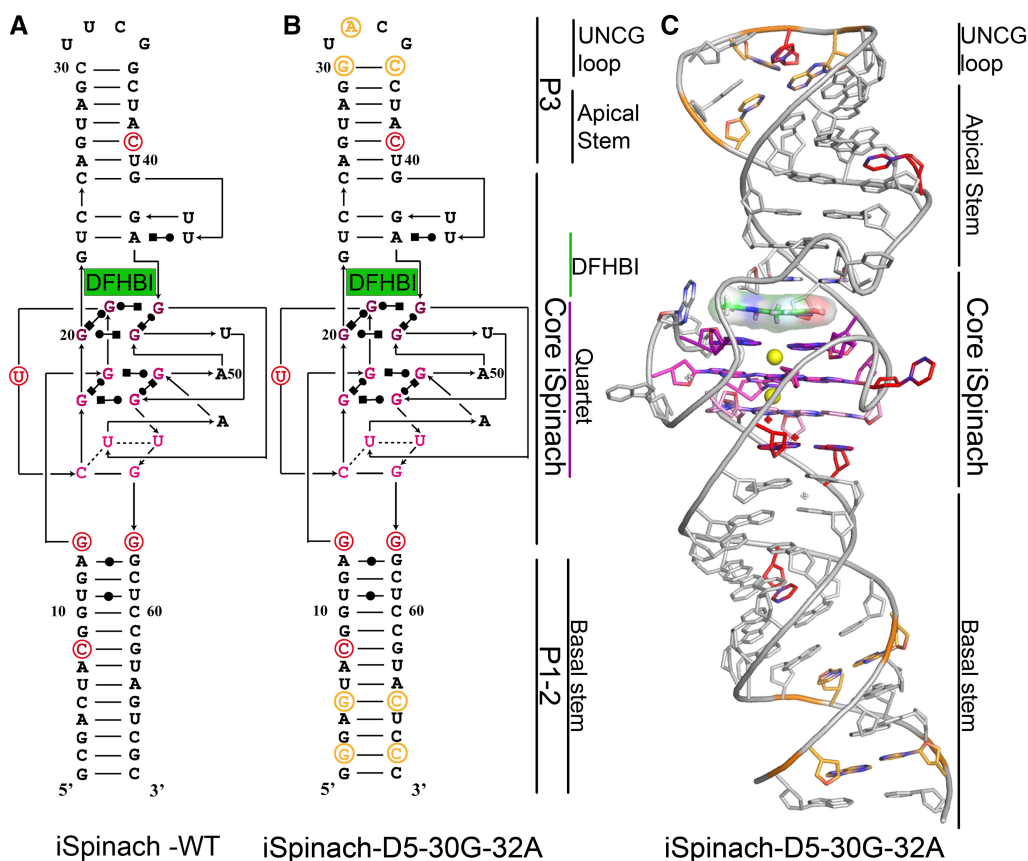 A
U U C G
30 C G
G C
A U
U A
G C
A U 40
C G
C G U
U A U
G
DFHBI
G G
20 G G U
G G A50
U
G G A
U U
C G
G G
A G
G C
U U
10 G C 60
G C
C G
A U
U A
C G
A U
G C
C G
G C
5’ 3’
iSpinach -WT
B
U A C G
30 G C
G C
A U
U A
G C
A U 40
C G
C G U
U A U
G
DFHBI
G G
20 G G U
G G A50
U
G G A
U U
C G
G G
A G
G C
U U
10 G C 60
G C
C G
A U
U A
G C
A U
G C
G C
G C
5’ 3’
iSpinach-D5-30G-32A
P3
UNCG loop
Apical Stem
DFHBI
Core iSpinach
Quartet
P1-2
Basal stem
C
UNCG loop
Apical Stem
Core iSpinach
Basal stem
iSpinach-D5-30G-32A